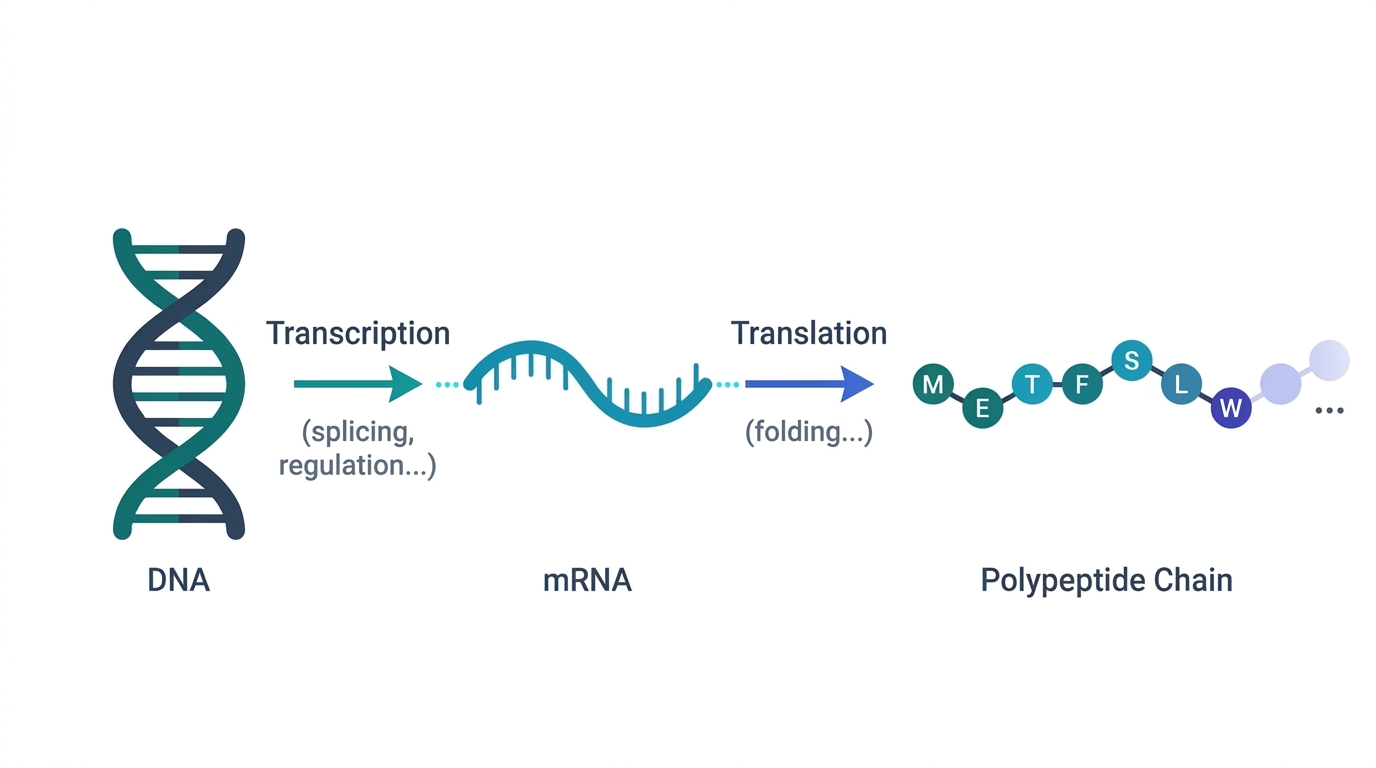 Transcription
(splicing,
regulation...)
Translation
(folding...)
M
E
T
F
S
L
W
...
DNA
mRNA
Polypeptide Chain